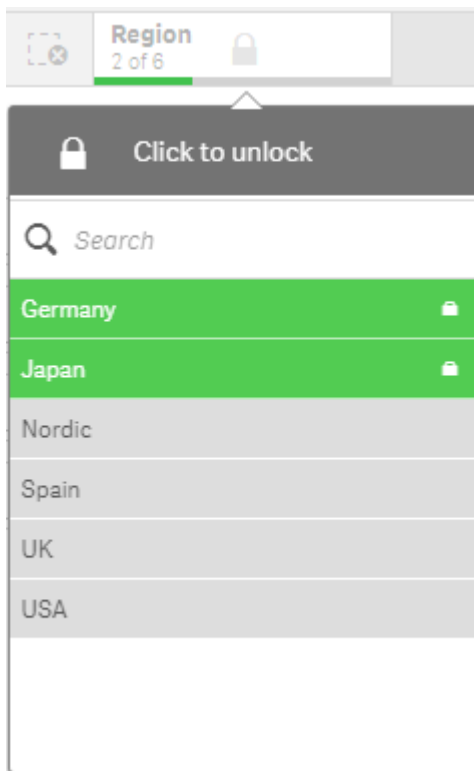 Region
2 of 6
Click to unlock
Search
Germany
Japan
Nordic
Spain
UK
USA